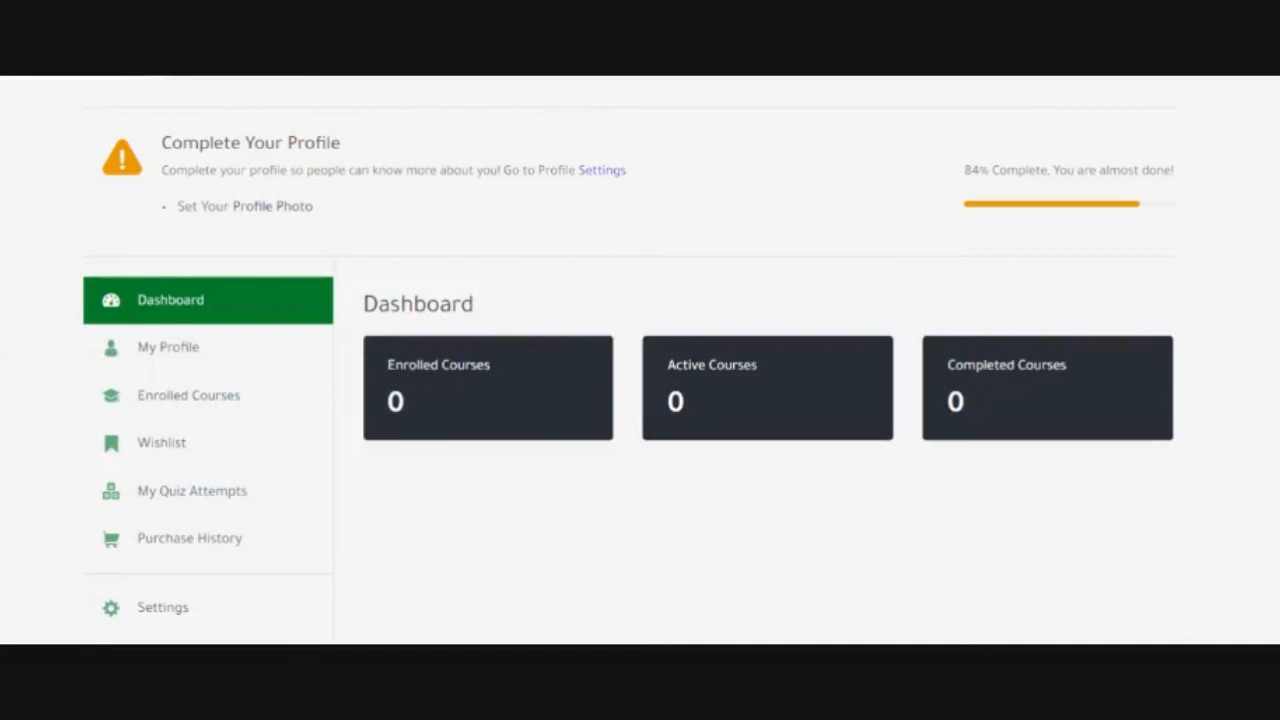 Complete Your Profile
Complete your profile so people can know more about you! Go to Profile Settings
84% Complete, You are almost done!
Set Your Profile Photo
Dashboard
My Profile
Enrolled Courses
Wishlist
My Quiz Attempts
Purchase History
Settings
Dashboard
Enrolled Courses
0
Active Courses
0
Completed Courses
0